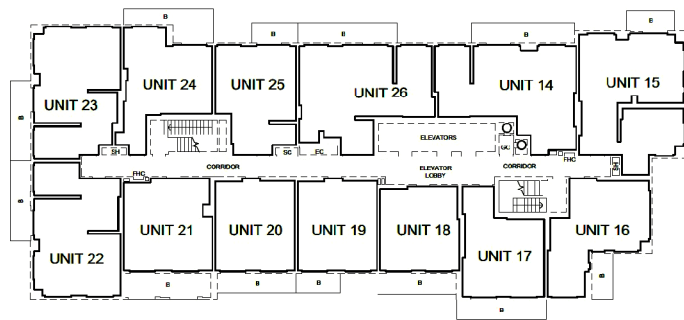 B
B
B
B
B
UNIT 24
UNIT 25
UNIT 26
UNIT 14
UNIT 15
UNIT 23
B
ELEVATORS
SH
SC
EC
GC
FHC
CORRIDOR
ELEVATOR
LOBBY
CORRIDOR
FHC
B
UNIT 21
UNIT 20
UNIT 19
UNIT 18
UNIT 17
UNIT 16
UNIT 22
B
B
B
B
B
B